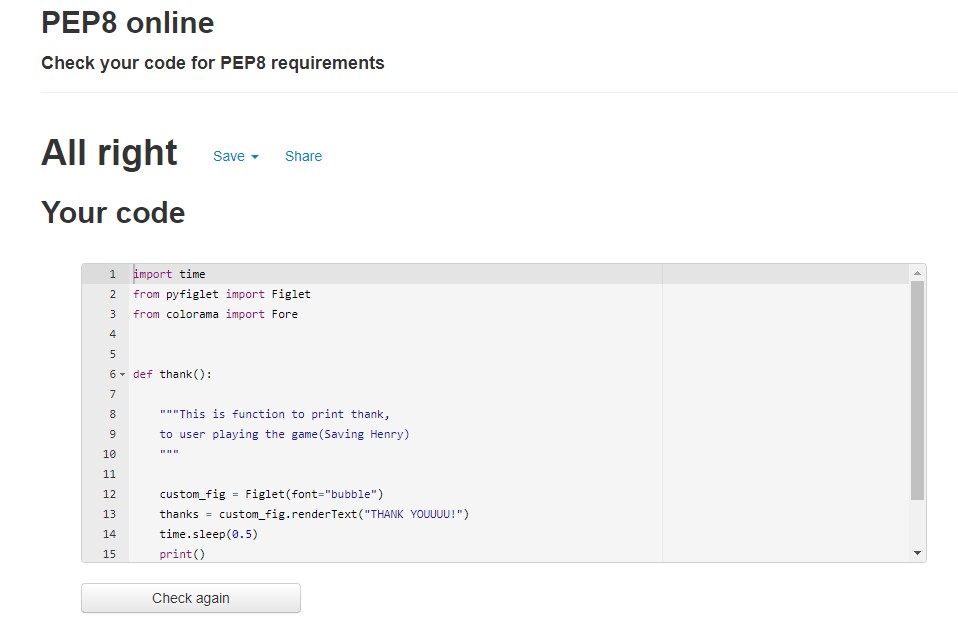 PEP8 online
Check your code for PEP8 requirements
All right Save Share
Your code
1 import time
2 from pyfiglet import Figlet
3 from colorama import Fore
4
5
6 def thank():
7
8 """This is function to print thank,
9 to user playing the game(Saving Henry)
10 """
11
12 custom_fig = Figlet(font="bubble")
13 thanks = custom_fig.renderText("THANK YOUUUU!")
14 time.sleep(0.5)
15 print()
Check again